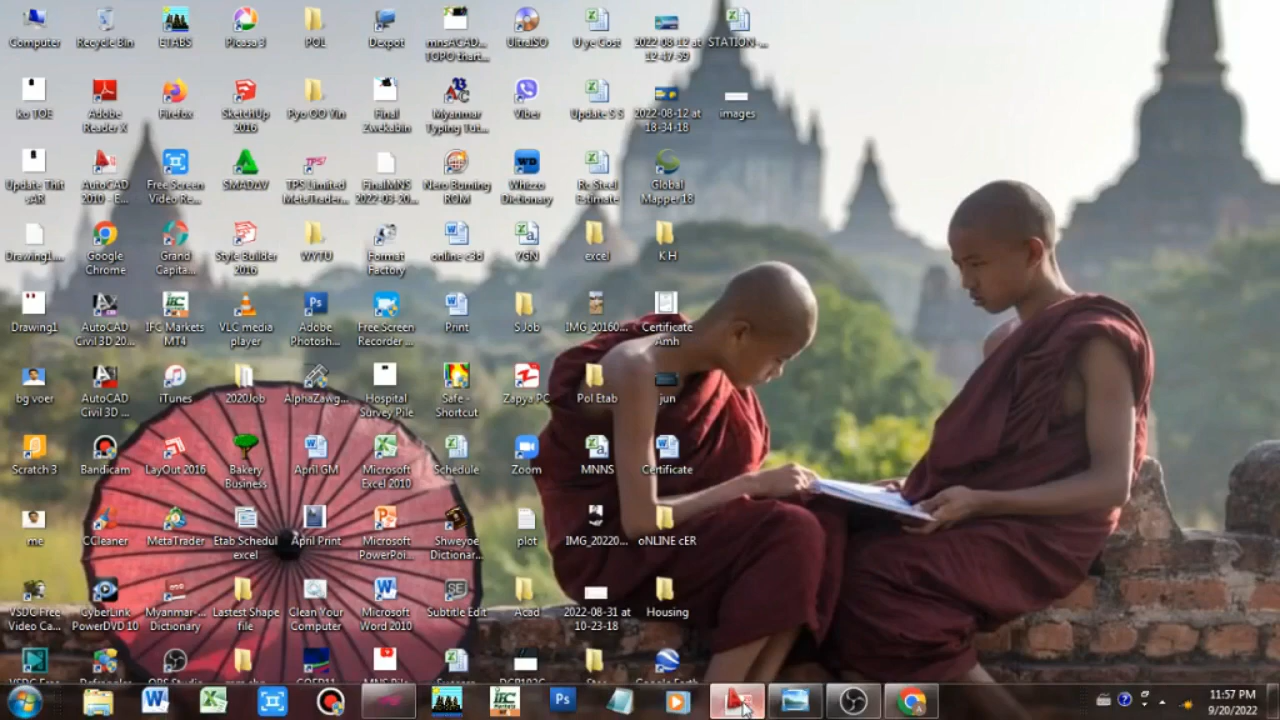 Computer
Recycle Bin
ETABS
Picasa 3
POL
Dexpot
mnsACAD...
TOPO thart...
UltraISO
U ye Cost
2022-08-12 at
12-47-59
STATION-...
ko TOE
Adobe
Reader X
Firefox
SketchUp
2016
Pyo OO Yin
Final
Zwekabin
Myanmar
Typing Tut...
Viber
Update S S
2022-08-12 at
18-34-18
images
Update Thit
sAR
AutoCAD
2010 - E...
Free Screen
Video Re...
SMADAV
TPS Limited
MetaTrader...
FinalMNS
2022-03-20...
Nero Burning
ROM
Whizzo
Dictionary
Re Steel
Estimate
Global
Mapper18
Drawing1....
Google
Chrome
Grand
Capita...
Style Builder
2016
WYTU
Format
Factory
online c3d
YGN
excel
K H
Drawing1
AutoCAD
Civil 3D 20...
IFC Markets
MT4
VLC media
player
Adobe
Photosh...
Free Screen
Recorder ...
Print
S Job
IMG_20160...
Certificate
Amh
bg voer
AutoCAD
Civil 3D ...
iTunes
2020Job
AlphaZawg...
Hospital
Survey Pile
Safe -
Shortcut
Zapya PC
Pol Etab
jun
Scratch 3
Bandicam
LayOut 2016
Bakery
Business
April GM
Microsoft
Excel 2010
Schedule
Zoom
MNNS
Certificate
me
CCleaner
MetaTrader
Etab Schedul
excel
April Print
Microsoft
PowerPoi...
Shweyoe
Dictionar...
plot
IMG_20220...
oNLINE cER
VSDC Free
Video Ca...
CyberLink
PowerDVD 10
Myanmar-...
Dictionary
Lastest Shape
file
Clean Your
Computer
Microsoft
Word 2010
Subtitle Edit
Acad
2022-08-31 at
10-23-18
Housing
11:57 PM
9/20/2022